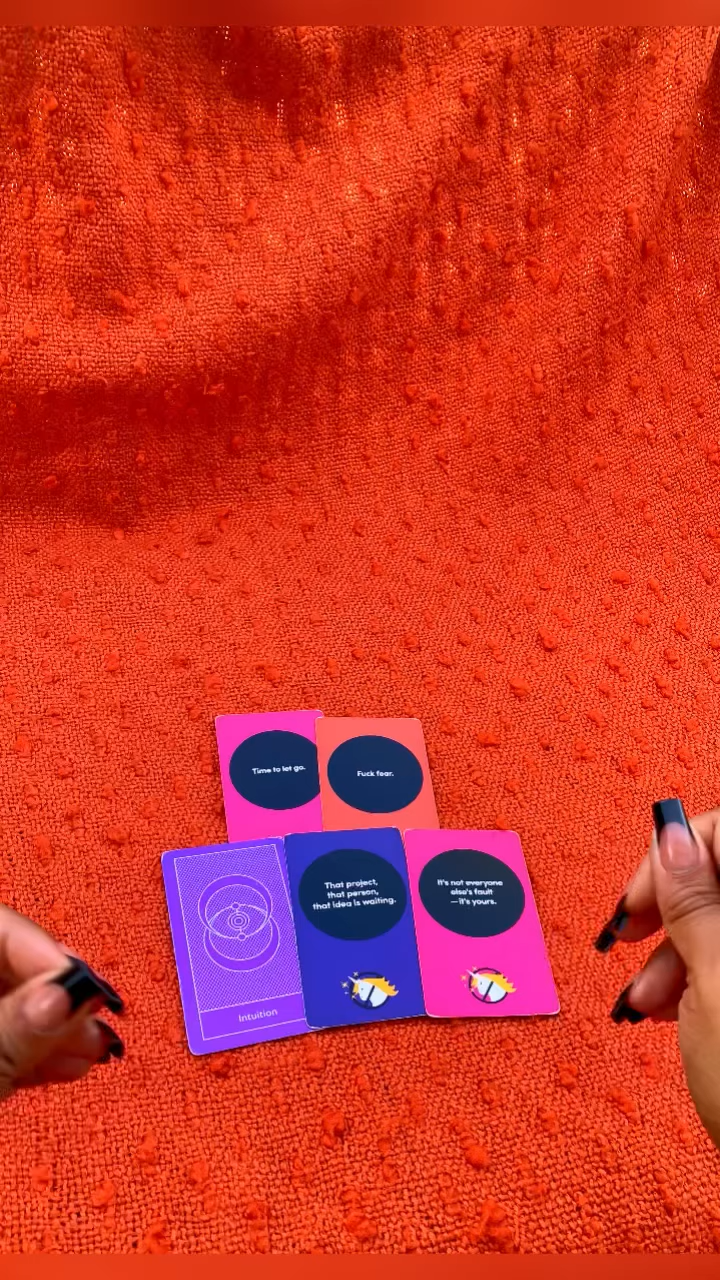 Time to let go.
Fuck fear.
That project,
that person,
that idea is waiting.
It's not everyone
else's fault
—it's yours.
Intuition